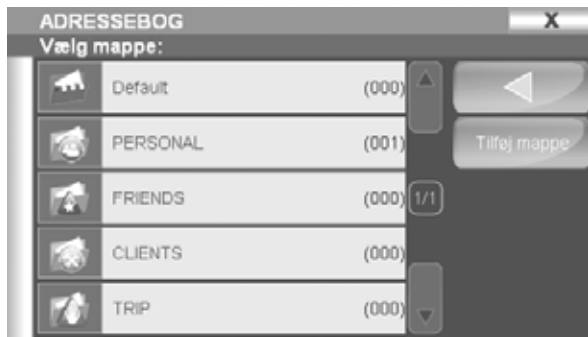 ADRESSEBOG X
Vælg mappe:
Default (000)
PERSONAL (001) Tilføj mappe
FRIENDS (000) 1/1
CLIENTS (000)
TRIP (000)